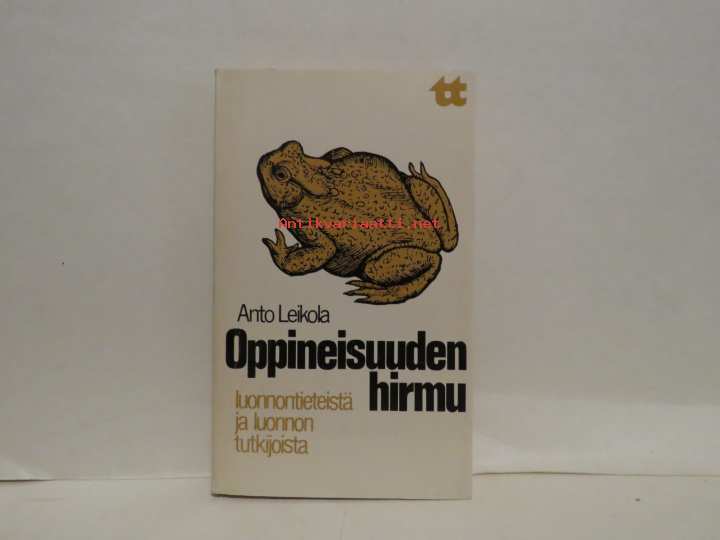 tt
Antikvariaatti.net
Anto Leikola
Oppineisuuden
hirmu
luonnontieteistä
ja luonnon
tutkijoista